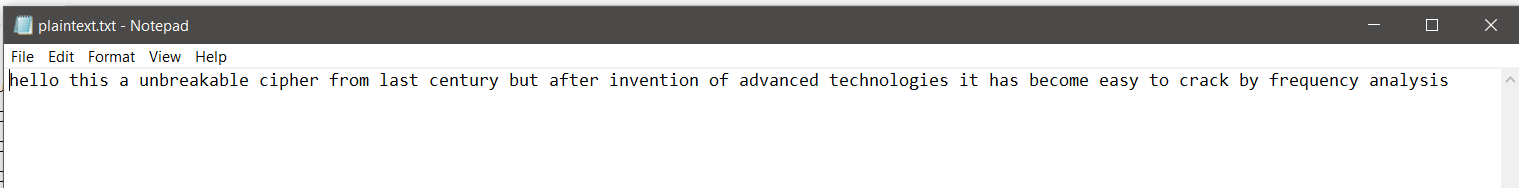 plaintext.txt - Notepad
File Edit Format View Help
hello this a unbreakable cipher from last century but after invention of advanced technologies it has become easy to crack by frequency analysis